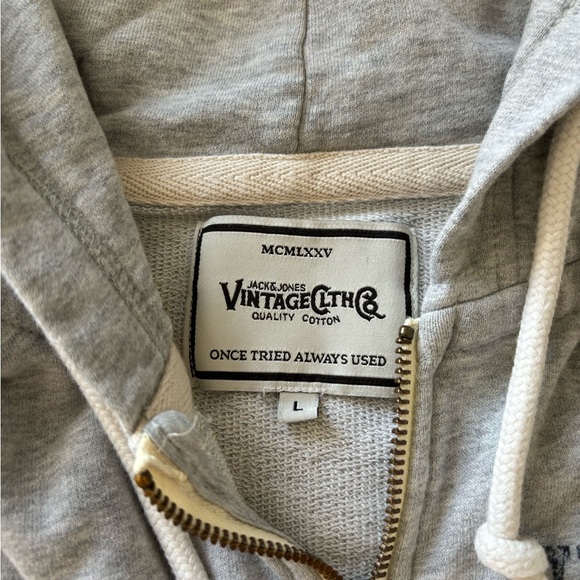 MCMLXXV
JACK&JONES
VINTAGE CLTH CO
QUALITY COTTON
ONCE TRIED ALWAYS USED
L